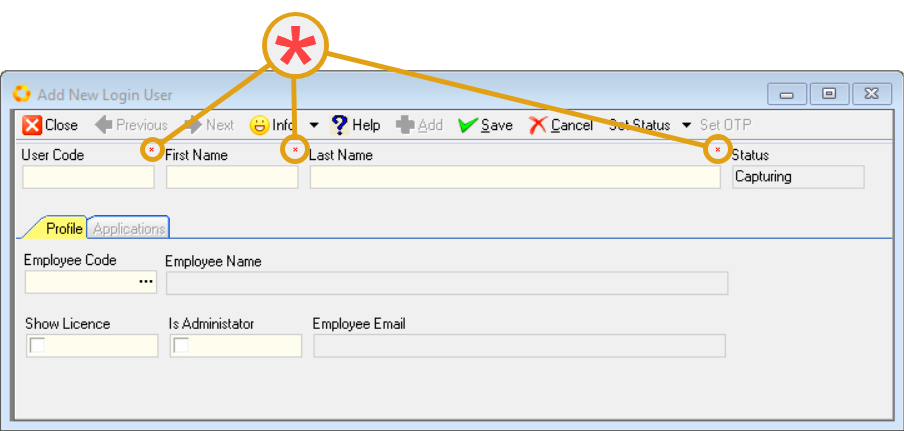 *
Add New Login User
Close Previous Next Info Help Add Save Cancel Set Status Set OTP
User Code * First Name * Last Name * Status
Capturing
Profile Applications
Employee Code Employee Name
...
Show Licence Is Administator Employee Email